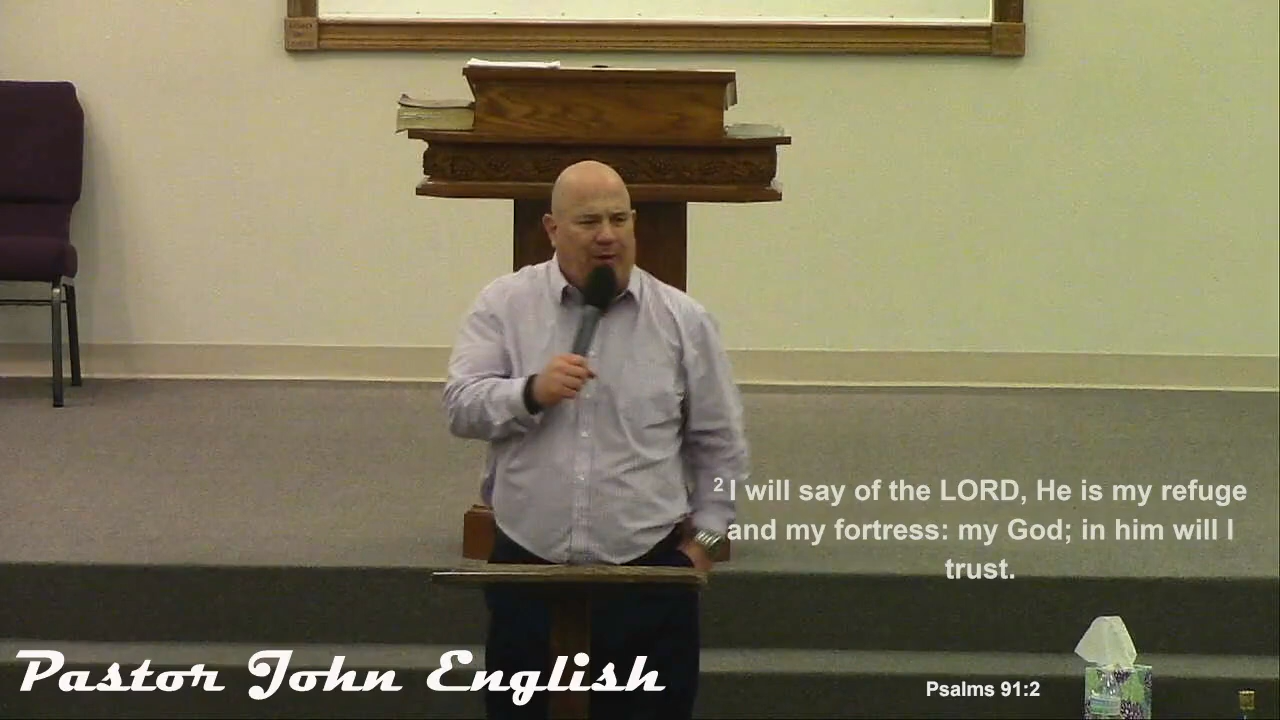 2 I will say of the LORD, He is my refuge
and my fortress: my God; in him will I
trust.
Pastor John English
Psalms 91:2